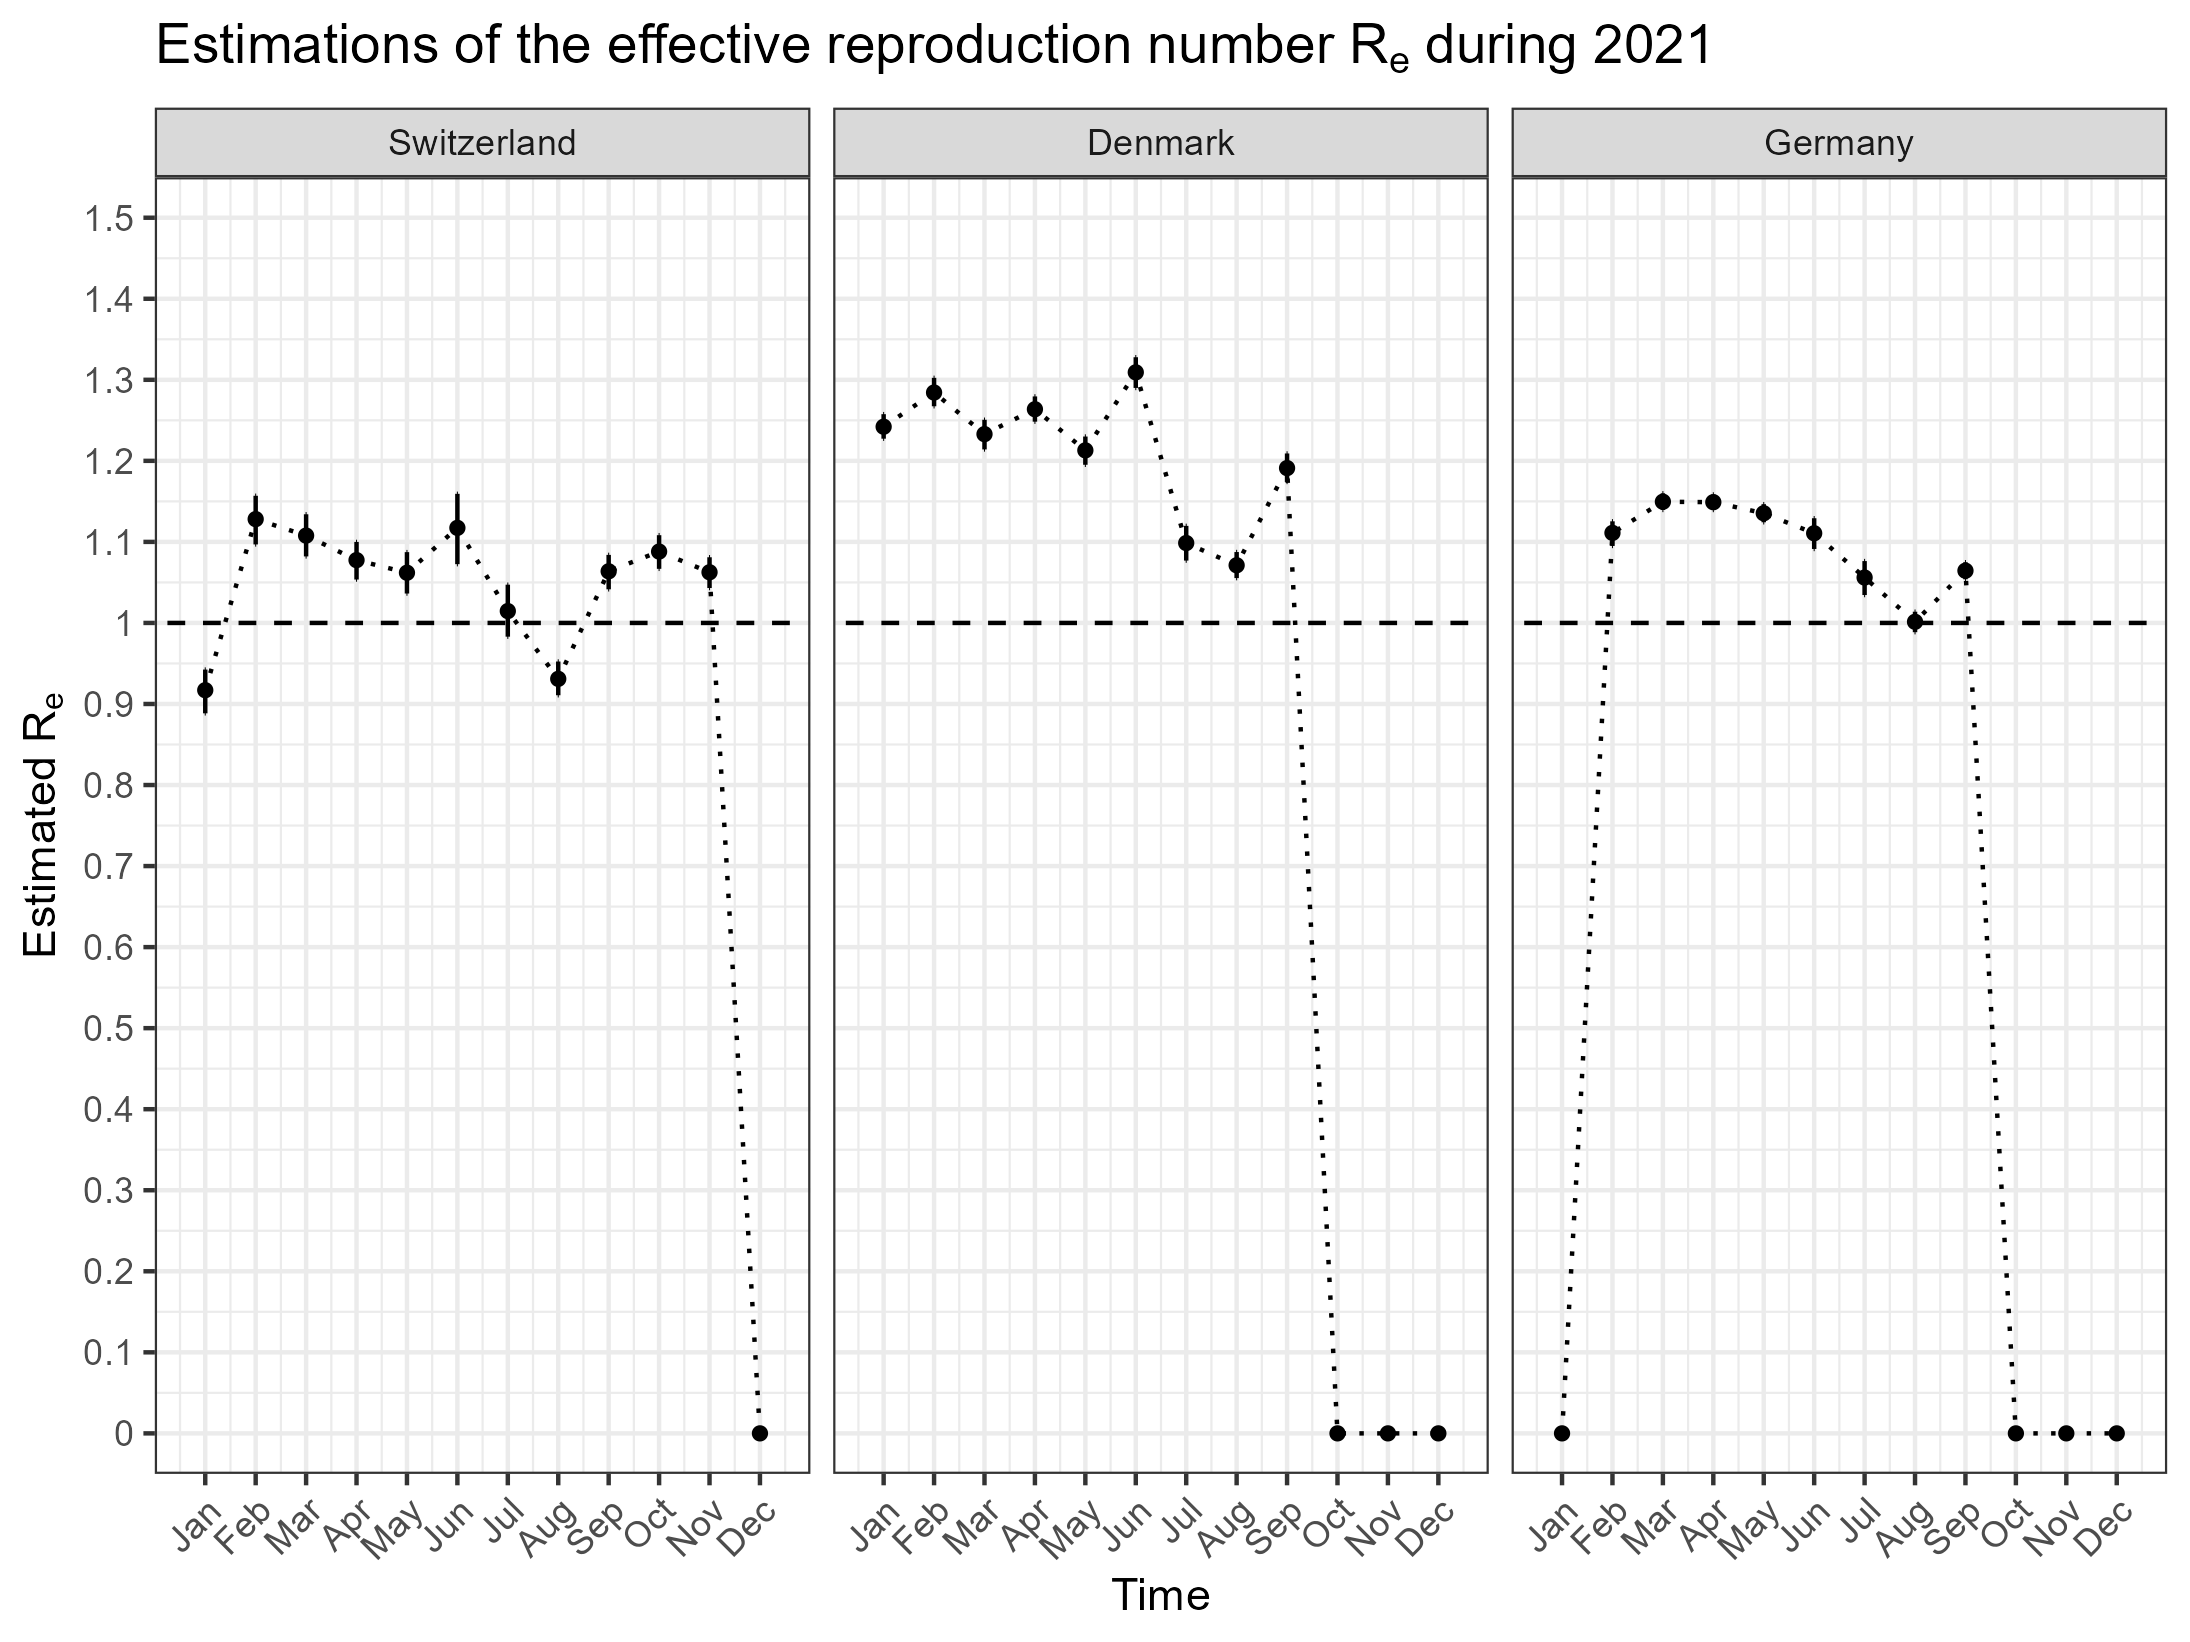 Estimations of the effective reproduction number Re during 2021
Switzerland
Denmark
Germany
Estimated Re
1.5
1.4
1.3
1.2
1.1
1
0.9
0.8
0.7
0.6
0.5
0.4
0.3
0.2
0.1
0
Jan Feb Mar Apr May Jun Jul Aug Sep Oct Nov Dec
Jan Feb Mar Apr May Jun Jul Aug Sep Oct Nov Dec
Jan Feb Mar Apr May Jun Jul Aug Sep Oct Nov Dec
Time